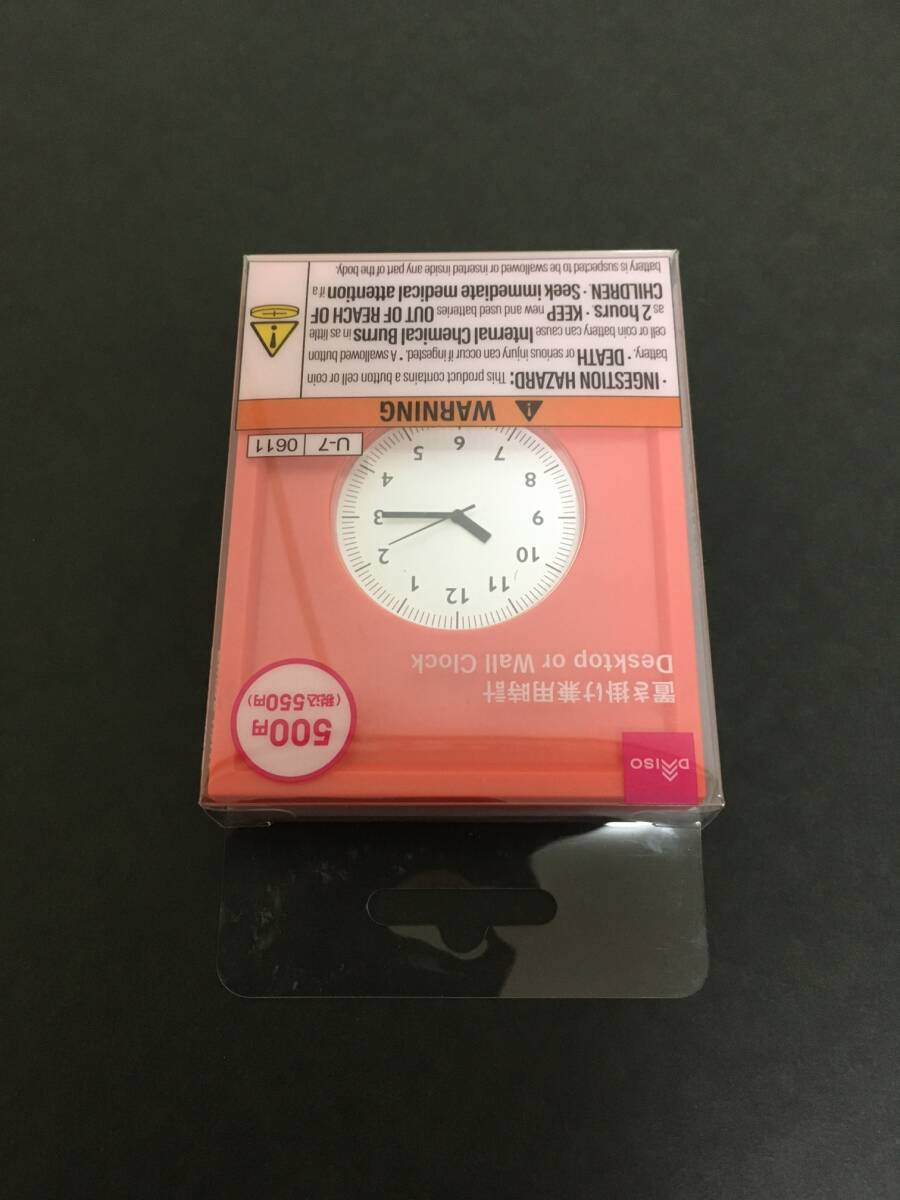 DAISO
500円
(税込550円)
置き掛け兼用時計
Desktop or Wall Clock
12
1
2
3
4
5
6
7
8
9
10
11
U-7 0611
WARNING
・INGESTION HAZARD: This product contains a button cell or coin
battery. ・DEATH or serious injury can occur if ingested. ・A swallowed button
cell or coin battery can cause Internal Chemical Burns in as little
as 2 hours. ・KEEP new and used batteries OUT OF REACH OF
CHILDREN. ・Seek immediate medical attention if a
battery is suspected to be swallowed or inserted inside any part of the body.